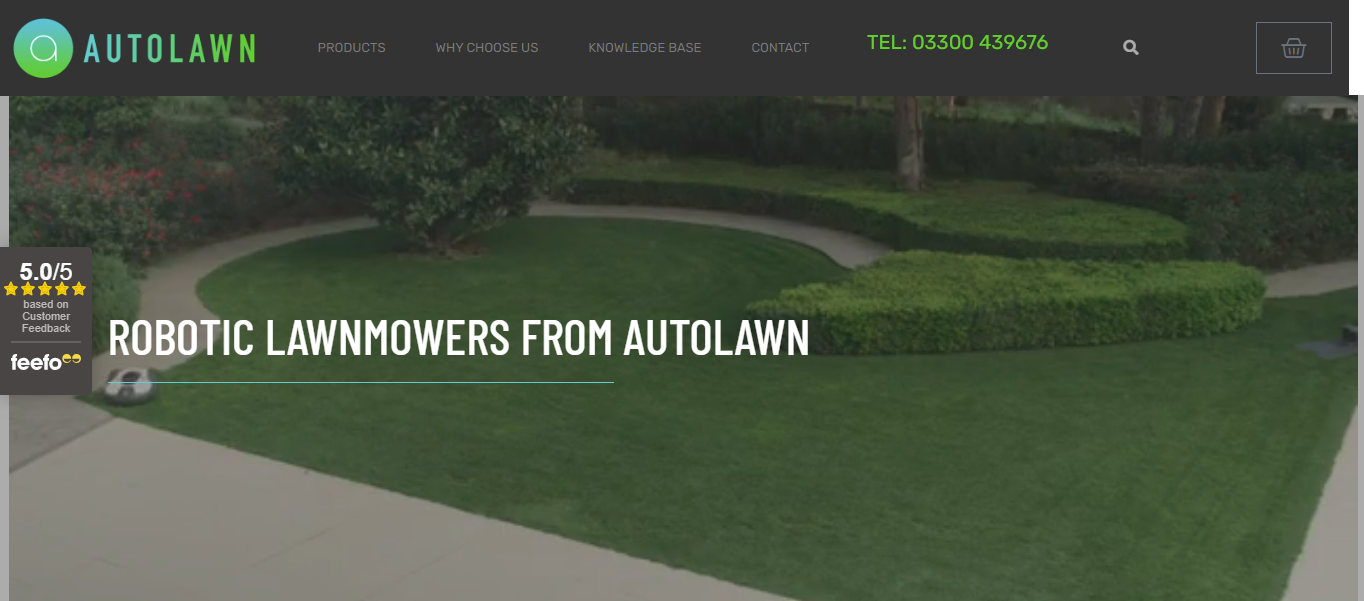 AUTOLAWN
PRODUCTS
WHY CHOOSE US
KNOWLEDGE BASE
CONTACT
TEL: 03300 439676
5.0/5
based on
Customer
Feedback
feefo
ROBOTIC LAWNMOWERS FROM AUTOLAWN